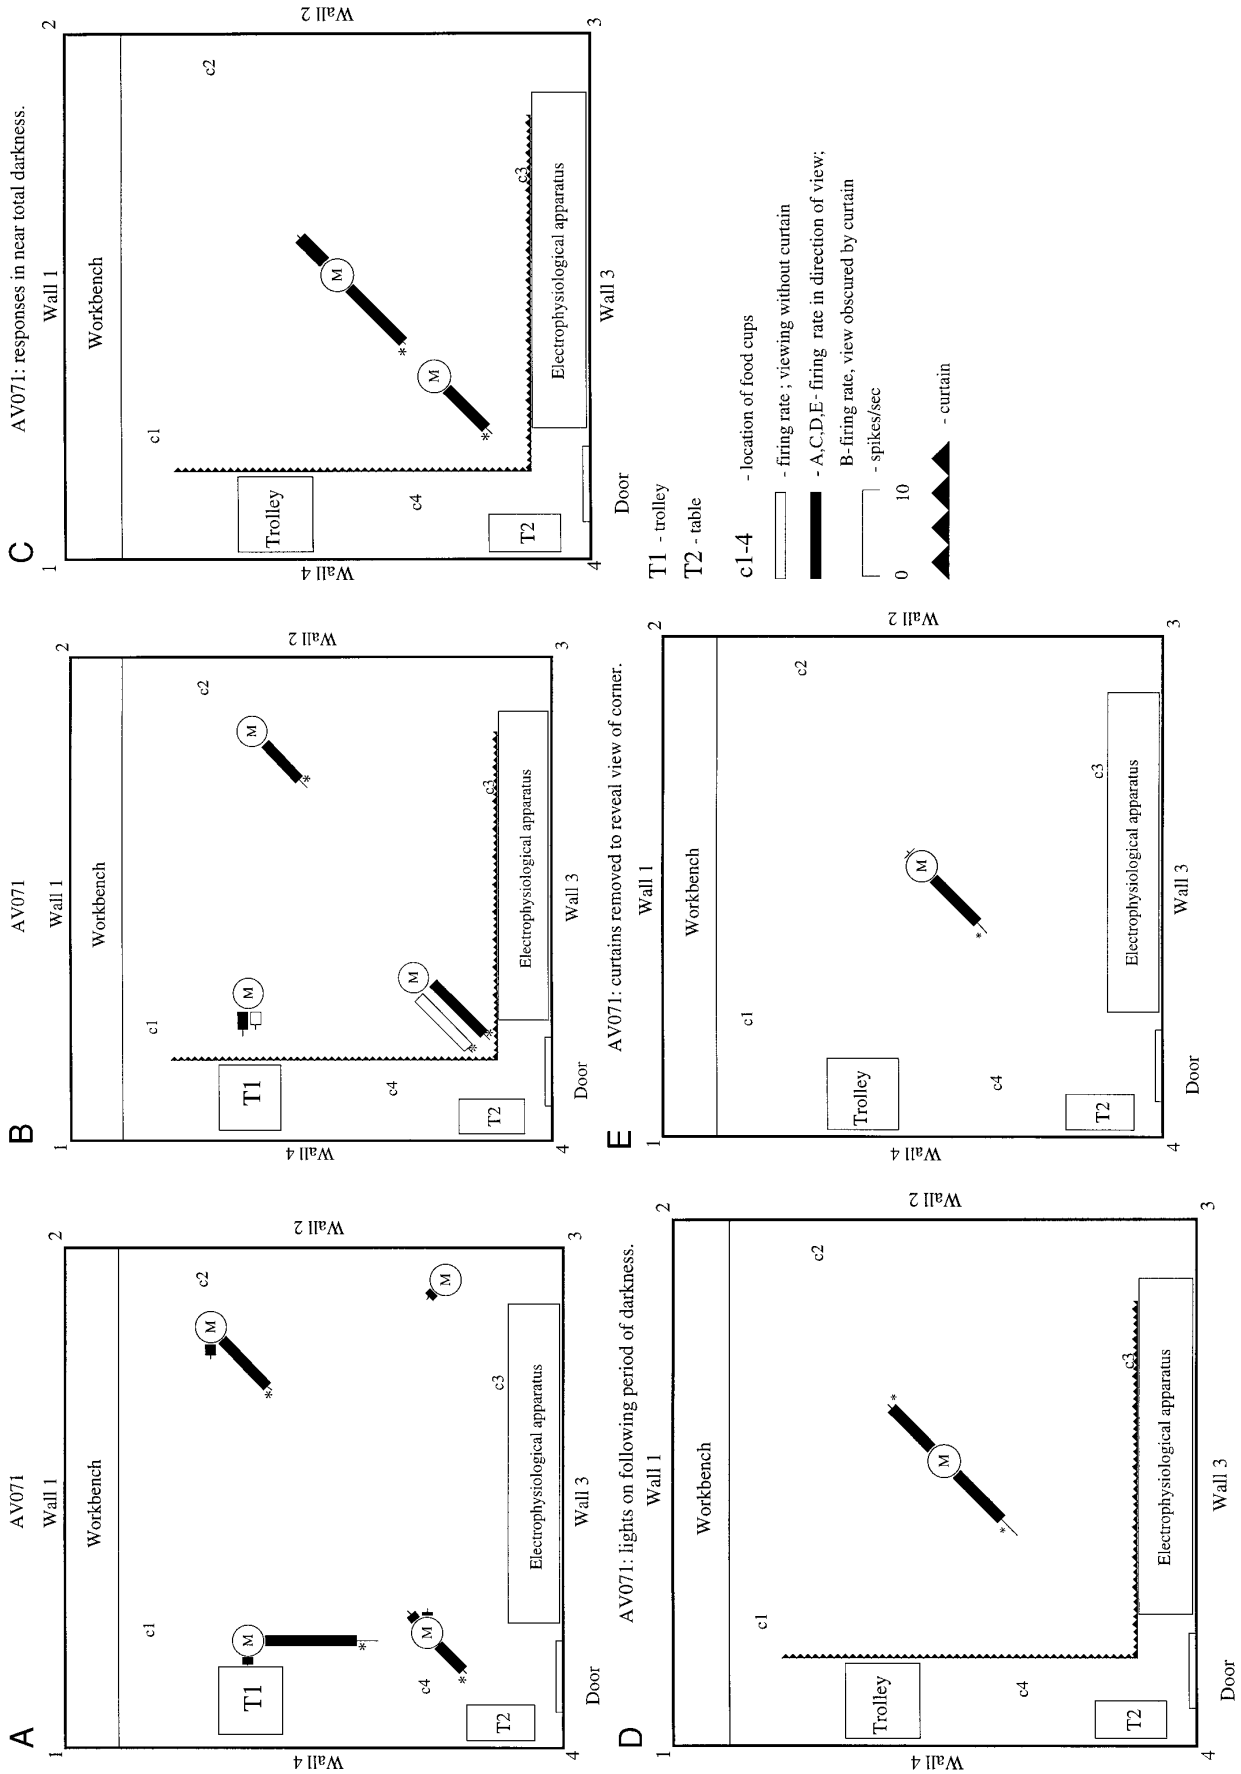 A
AV071
Wall 1
1
2
Workbench
c1
c2
M
M
M
M
T1
c4
c3
T2
Electrophysiological apparatus
Wall 4
Wall 2
4
3
Door
Wall 3
B
AV071
Wall 1
1
2
Workbench
c1
c2
M
M
M
T1
c4
c3
T2
Electrophysiological apparatus
Wall 4
Wall 2
4
3
Door
Wall 3
C
AV071: responses in near total darkness.
Wall 1
1
2
Workbench
c1
c2
M
M
Trolley
c4
c3
T2
Electrophysiological apparatus
Wall 4
Wall 2
4
3
Door
Wall 3
D
AV071: lights on following period of darkness.
Wall 1
1
2
Workbench
c1
c2
M
Trolley
c4
c3
T2
Electrophysiological apparatus
Wall 4
Wall 2
4
3
Door
Wall 3
E
AV071: curtains removed to reveal view of corner.
Wall 1
1
2
Workbench
c1
c2
M
Trolley
c4
c3
T2
Electrophysiological apparatus
Wall 4
Wall 2
4
3
Door
Wall 3
T1 - trolley
T2 - table
c1-4 - location of food cups
- firing rate ; viewing without curtain
- A,C,D,E- firing rate in direction of view;
B-firing rate, view obscured by curtain
- spikes/sec
0 10
- curtain